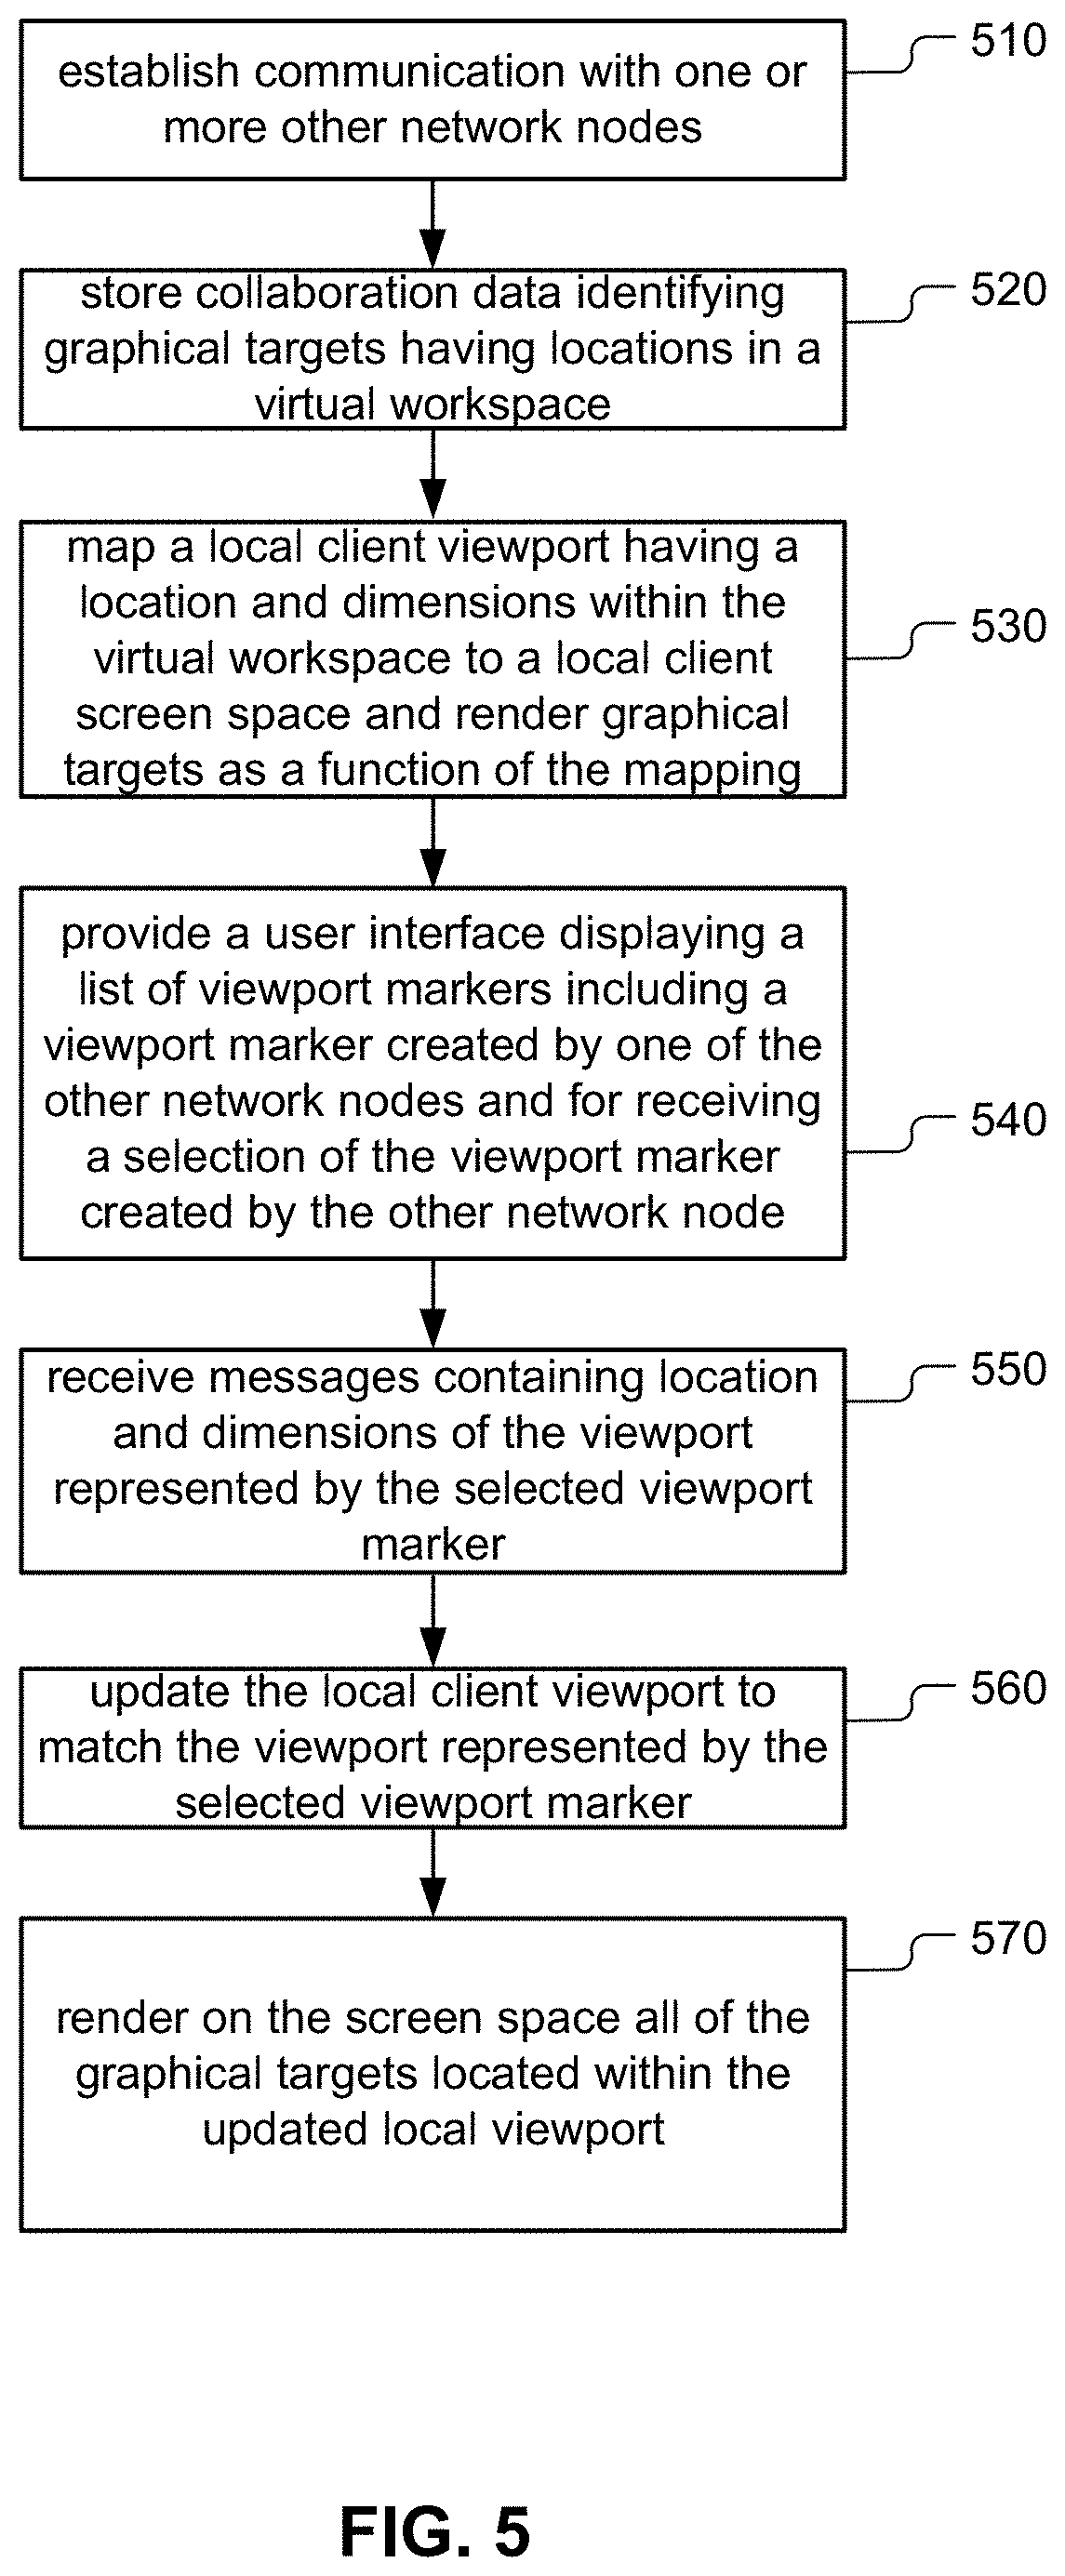 establish communication with one or
more other network nodes
510
store collaboration data identifying
graphical targets having locations in a
virtual workspace
520
map a local client viewport having a
location and dimensions within the
virtual workspace to a local client
screen space and render graphical
targets as a function of the mapping
530
provide a user interface displaying a
list of viewport markers including a
viewport marker created by one of the
other network nodes and for receiving
a selection of the viewport marker
created by the other network node
540
receive messages containing location
and dimensions of the viewport
represented by the selected viewport
marker
550
update the local client viewport to
match the viewport represented by the
selected viewport marker
560
render on the screen space all of the
graphical targets located within the
updated local viewport
570
FIG. 5